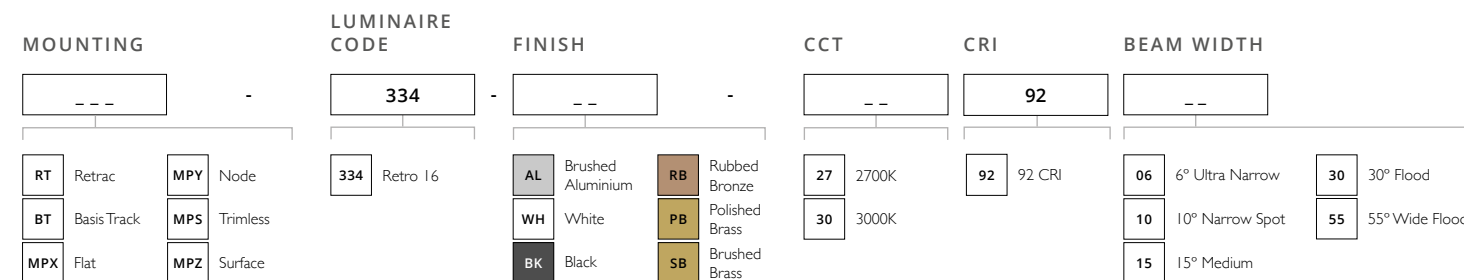 MOUNTING
LUMINAIRE
CODE
FINISH
CCT
CRI
BEAM WIDTH
_ _ _
-
334
-
_ _
-
_ _
92
_ _
RT Retrac
MPY Node
BT Basis Track
MPS Trimless
MPX Flat
MPZ Surface
334 Retro 16
AL Brushed
Aluminium
WH White
BK Black
RB Rubbed
Bronze
PB Polished
Brass
SB Brushed
Brass
27 2700K
30 3000K
92 92 CRI
06 6º Ultra Narrow
10 10º Narrow Spot
15 15º Medium
30 30º Flood
55 55º Wide Flood